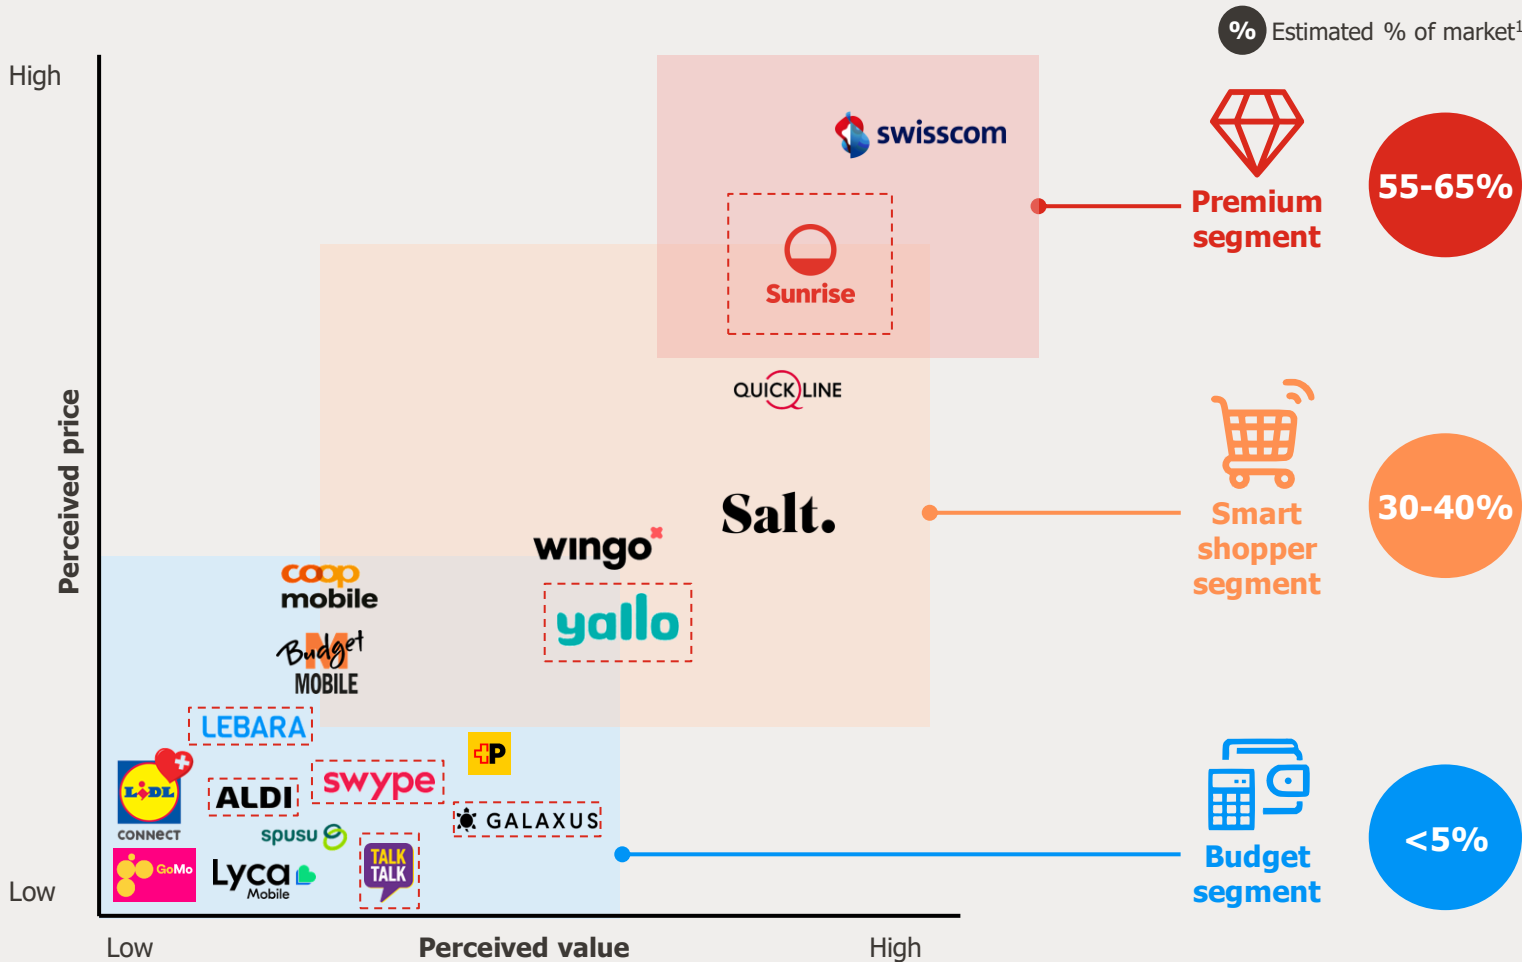 % Estimated % of market¹
High
swisscom
Premium
segment
55-65%
Sunrise
QUICKLINE
Perceived price
Salt.
wingo
Smart
shopper
segment
30-40%
coop
mobile
yallo
M
Budget
MOBILE
LEBARA
P
LIDL
CONNECT
ALDI
swype
GALAXUS
spusu
TALK
TALK
GoMo
Lyca
Mobile
Budget
segment
<5%
Low
Low
Perceived value
High